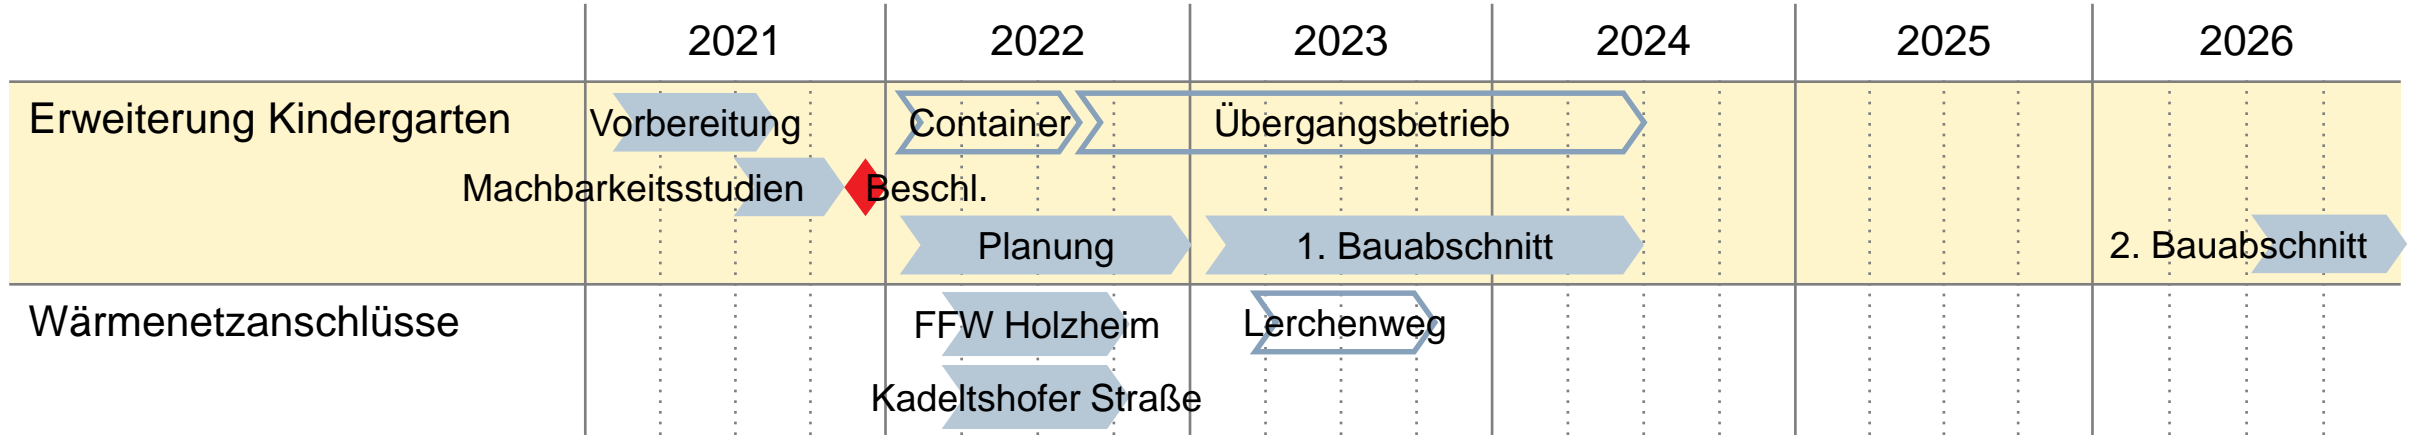 2021 2022 2023 2024 2025 2026
Erweiterung Kindergarten Vorbereitung Container Übergangsbetrieb
Machbarkeitsstudien Beschl.
Planung 1. Bauabschnitt 2. Bauabschnitt
Wärmenetzanschlüsse FFW Holzheim Lerchenweg
Kadeltshofer Straße